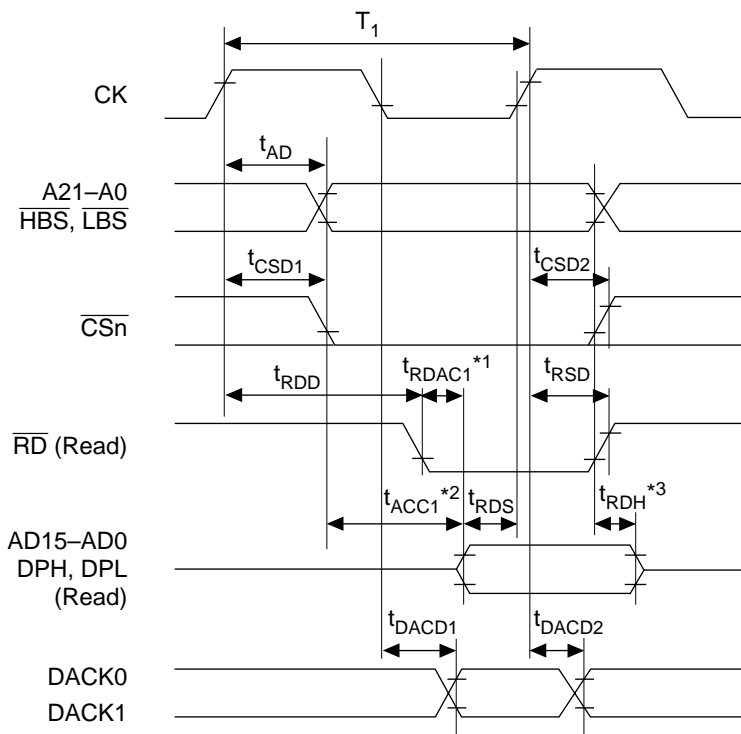 T1
CK
tAD
A21–A0
HBS, LBS
tCSD1
tCSD2
CSn
tRDD
tRDAC1*1
tRSD
RD (Read)
tACC1*2
tRDS
tRDH*3
AD15–AD0
DPH, DPL
(Read)
tDACD1
tDACD2
DACK0
DACK1